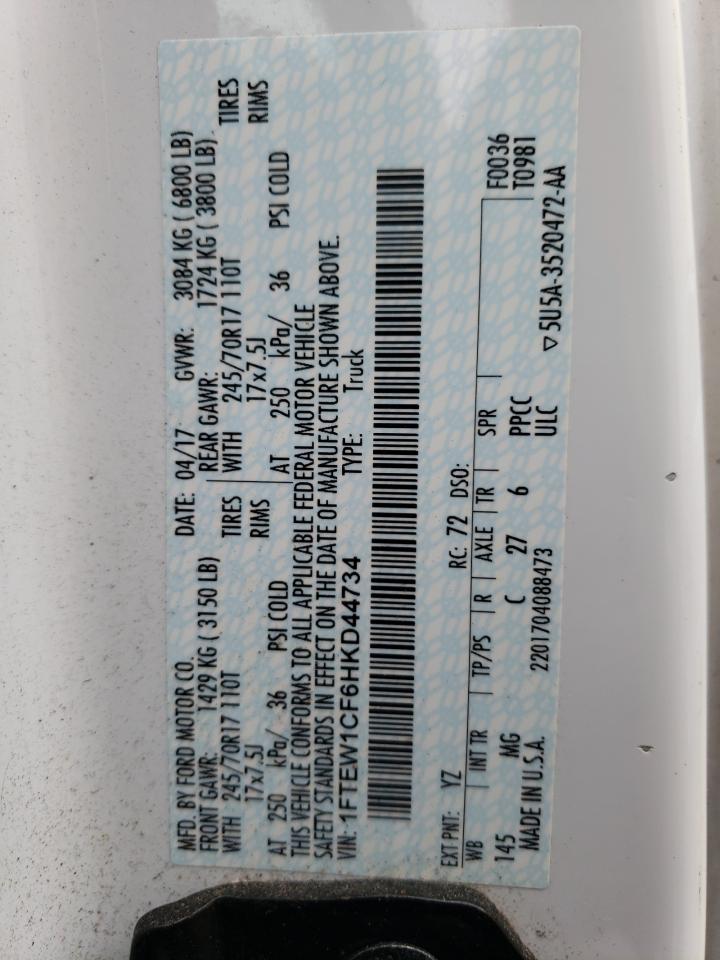 MFD. BY FORD MOTOR CO.
DATE: 04/17 GVWR: 3084 KG ( 6800 LB)
FRONT GAWR: 1429 KG ( 3150 LB) REAR GAWR: 1724 KG ( 3800 LB)
WITH 245/70R17 110T TIRES WITH 245/70R17 110T TIRES
17x7.5J RIMS 17x7.5J RIMS
AT 250 kPa/ 36 PSI COLD AT 250 kPa/ 36 PSI COLD
THIS VEHICLE CONFORMS TO ALL APPLICABLE FEDERAL MOTOR VEHICLE
SAFETY STANDARDS IN EFFECT ON THE DATE OF MANUFACTURE SHOWN ABOVE.
VIN: 1FTEW1CF6HKD44734 TYPE: Truck
EXT PNT: YZ RC: 72 DSO:
WB INT TR TP/PS R AXLE TR SPR F0036
145 MG C 27 6 PPCC T0981
MADE IN U.S.A. 2201704088473 ULC
▽5U5A-3520472-AA